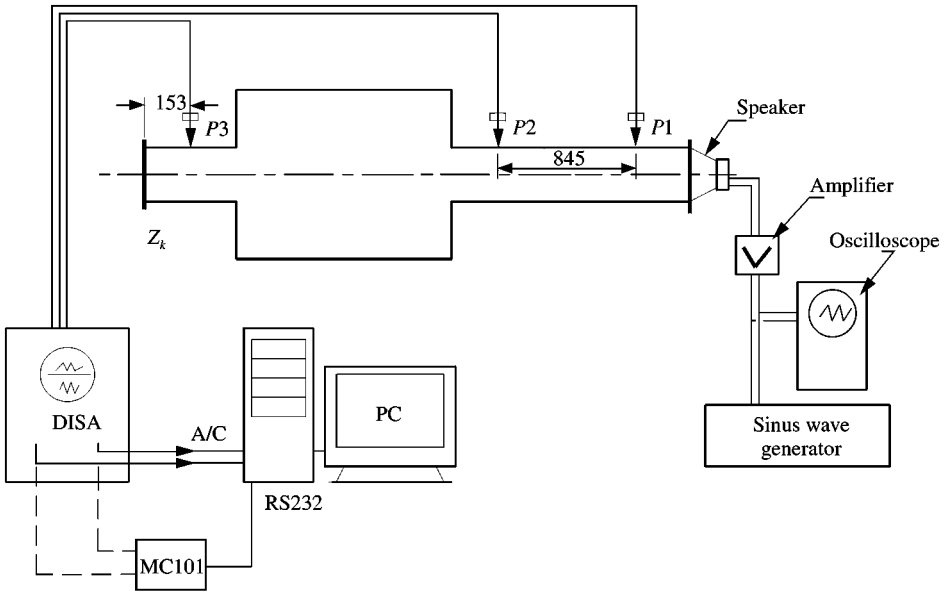 Speaker
153
P3
P2
P1
845
Amplifier
Z_k
Oscilloscope
DISA
A/C
PC
Sinus wave
generator
RS232
MC101